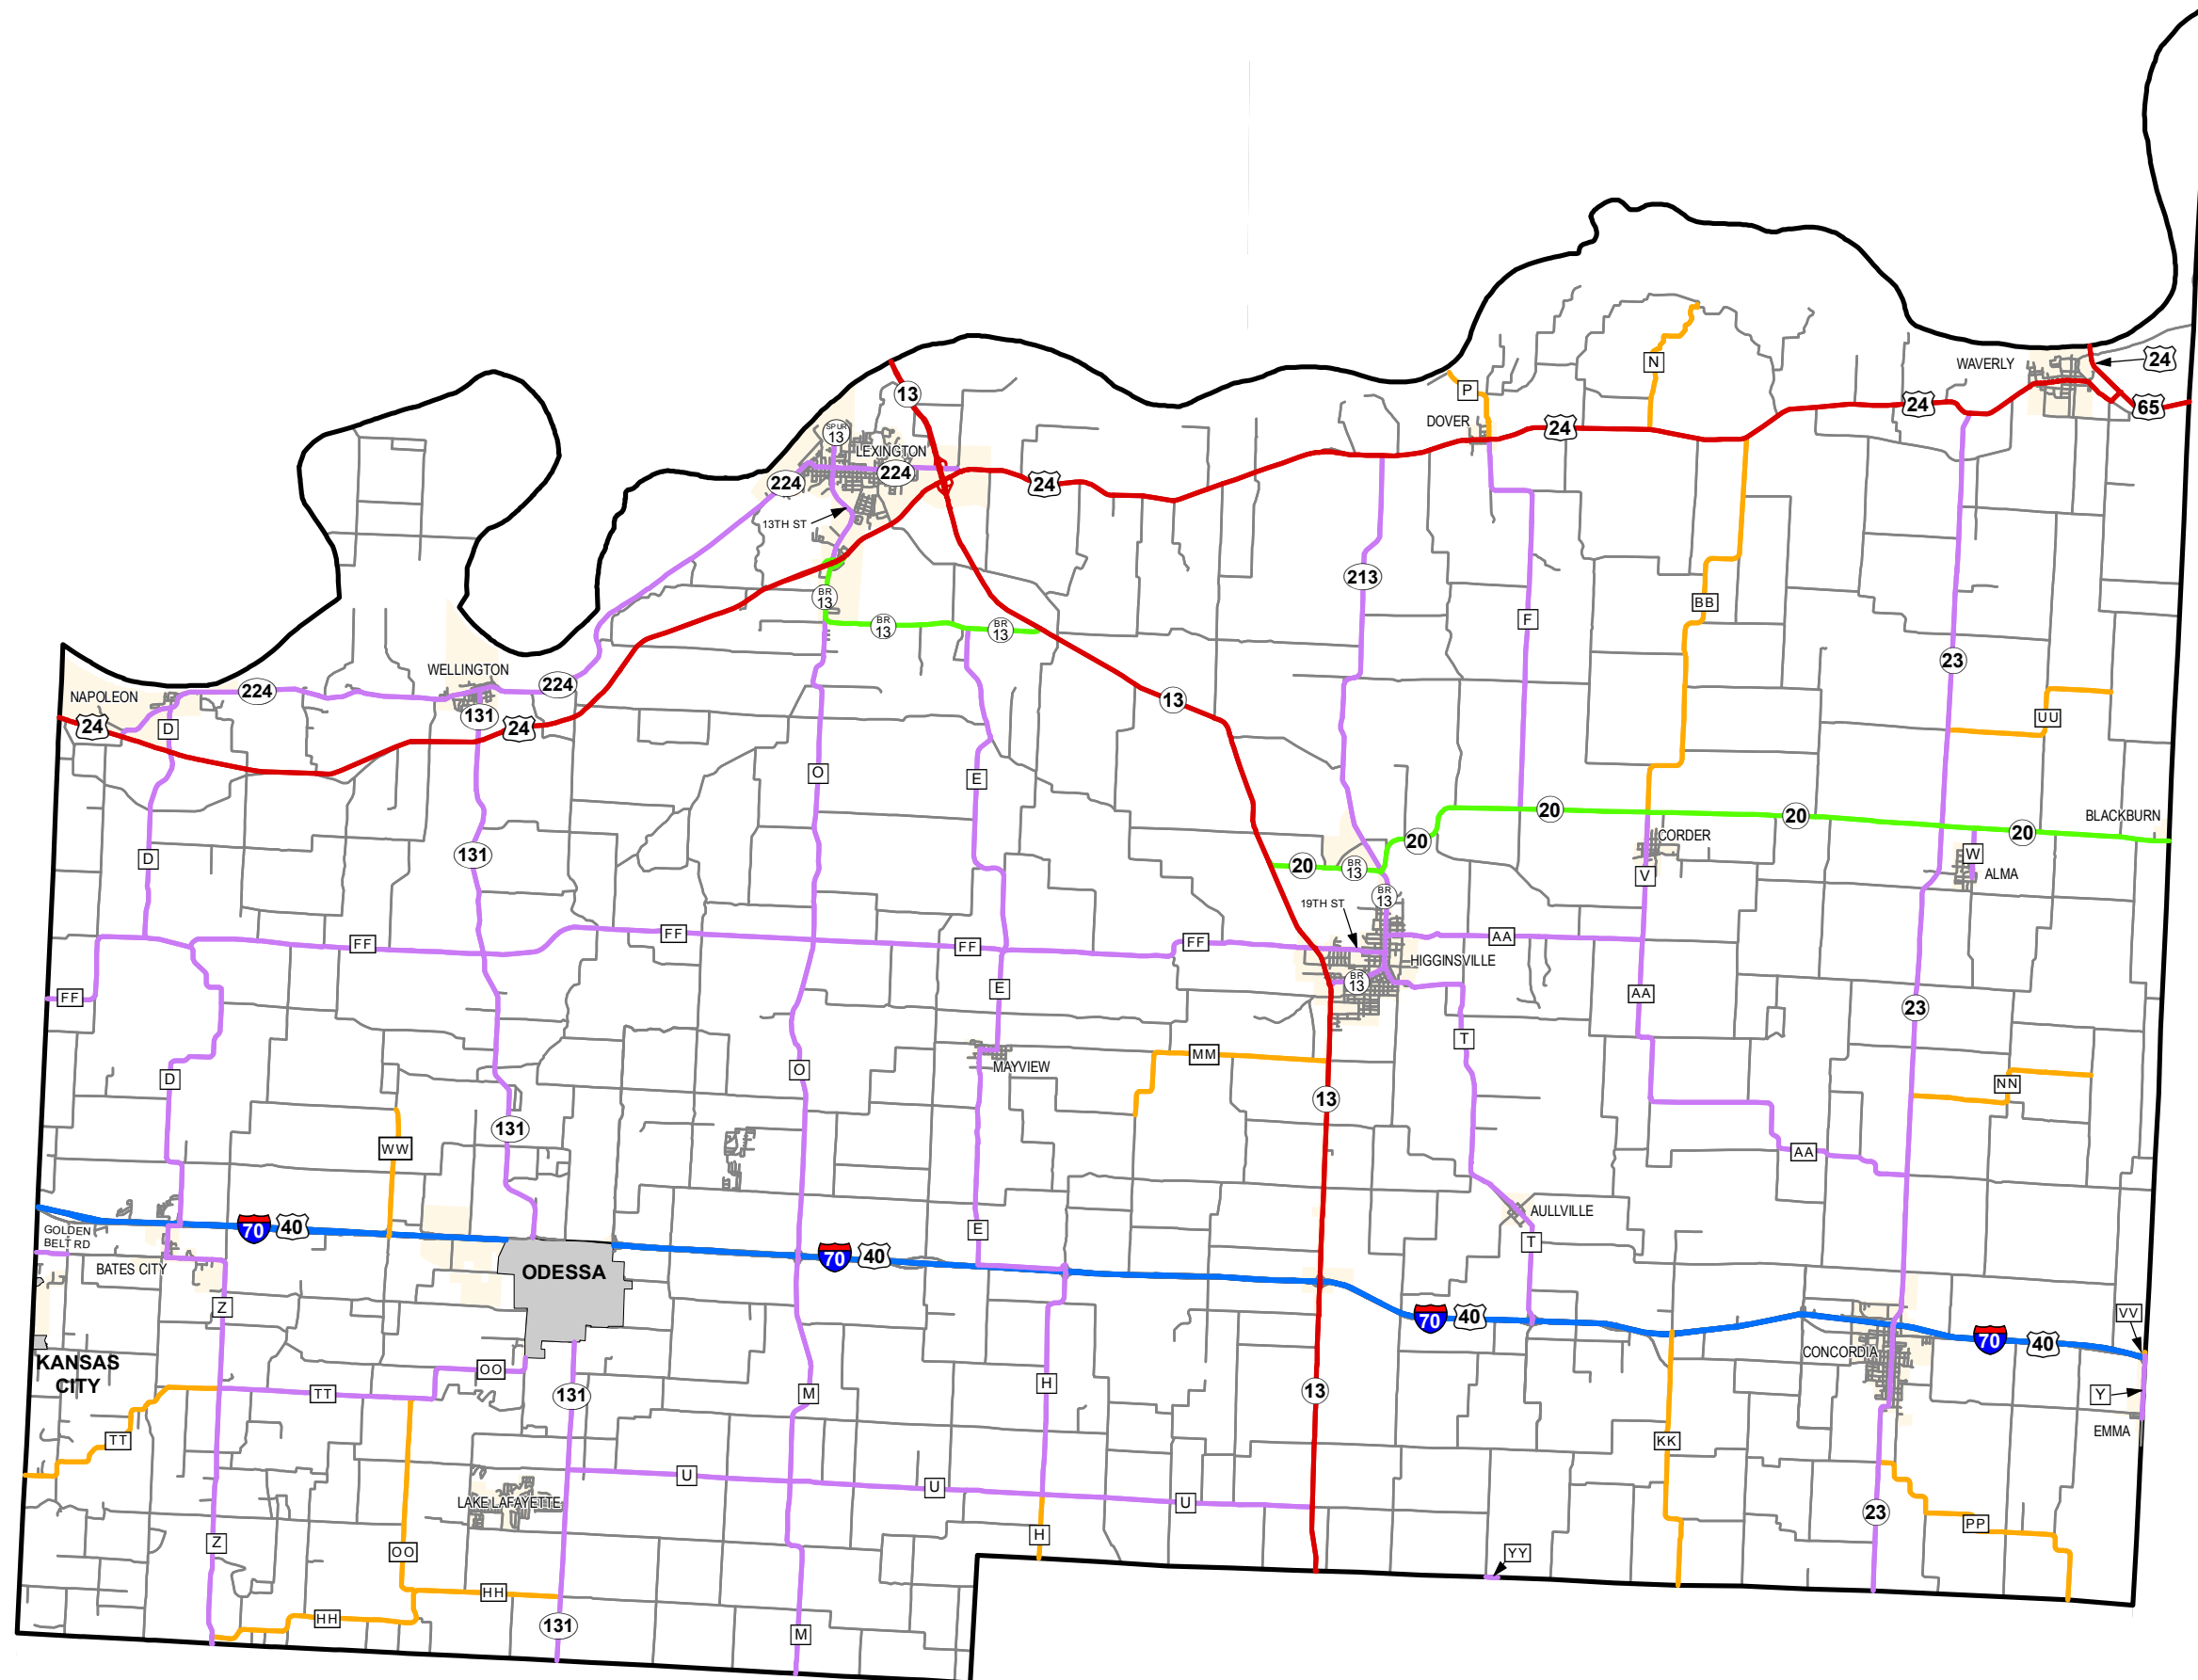 WAVERLY
24
13
N
P
24
65
DOVER
24
SPUR
13
LEXINGTON
224
224
24
13TH ST
213
BR
13
BB
F
BR
13
BR
13
23
WELLINGTON
224
224
NAPOLEON
131
13
24
D
24
UU
O
E
20
20
BLACKBURN
20
20
CORDER
131
D
20
BR
13
W
V
ALMA
BR
13
19TH ST
FF
FF
FF
FF
AA
HIGGINSVILLE
BR
13
E
AA
FF
23
T
MM
MAYVIEW
O
D
NN
13
131
WW
AA
AULLVILLE
GOLDEN
BELT RD
70
40
E
T
70
40
BATES CITY
ODESSA
Z
70
40
VV
70
40
CONCORDIA
KANSAS
CITY
OO
TT
131
M
H
13
Y
EMMA
TT
KK
U
U
U
LAKE LAFAYETTE
23
PP
H
Z
OO
YY
HH
HH
131
M